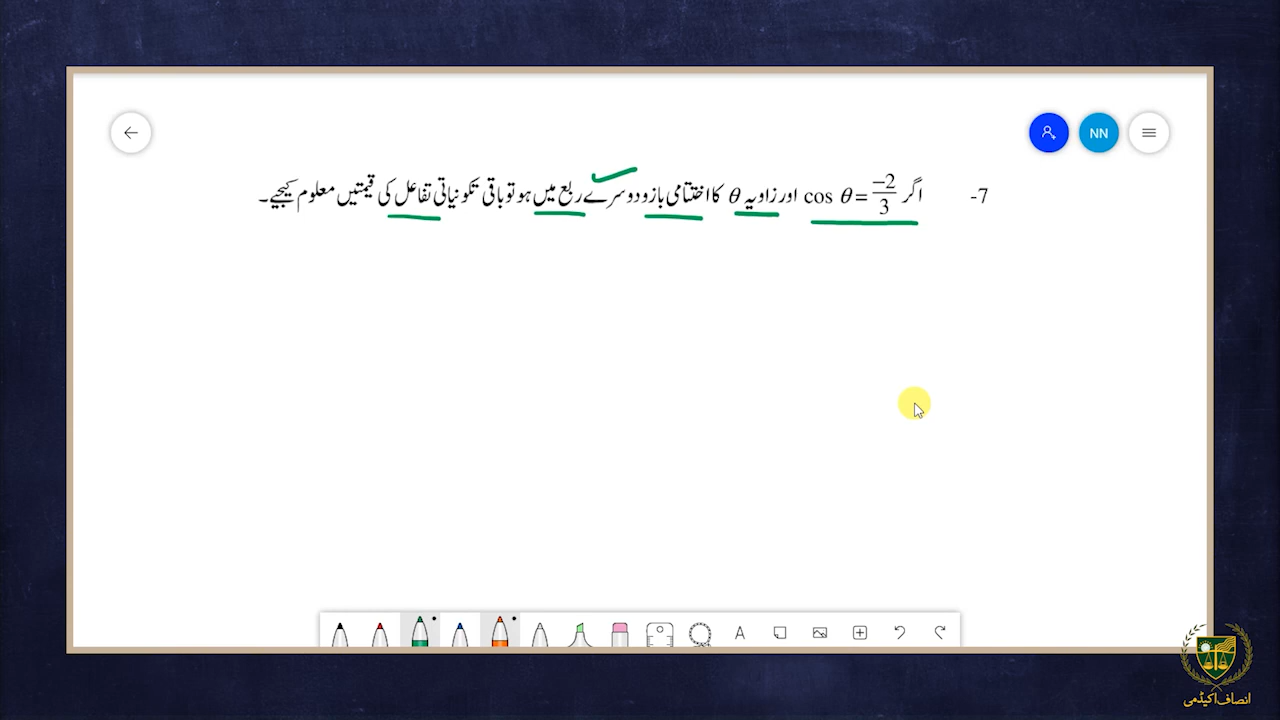 NN
7- اگر cos θ = -2/3 اور زاویہ θ کا اختتامی بازو دوسرے ربع میں ہو تو باقی تکونیاتی تفاعل کی قیمتیں معلوم کیجیے۔
A
انصاف اکیڈمی